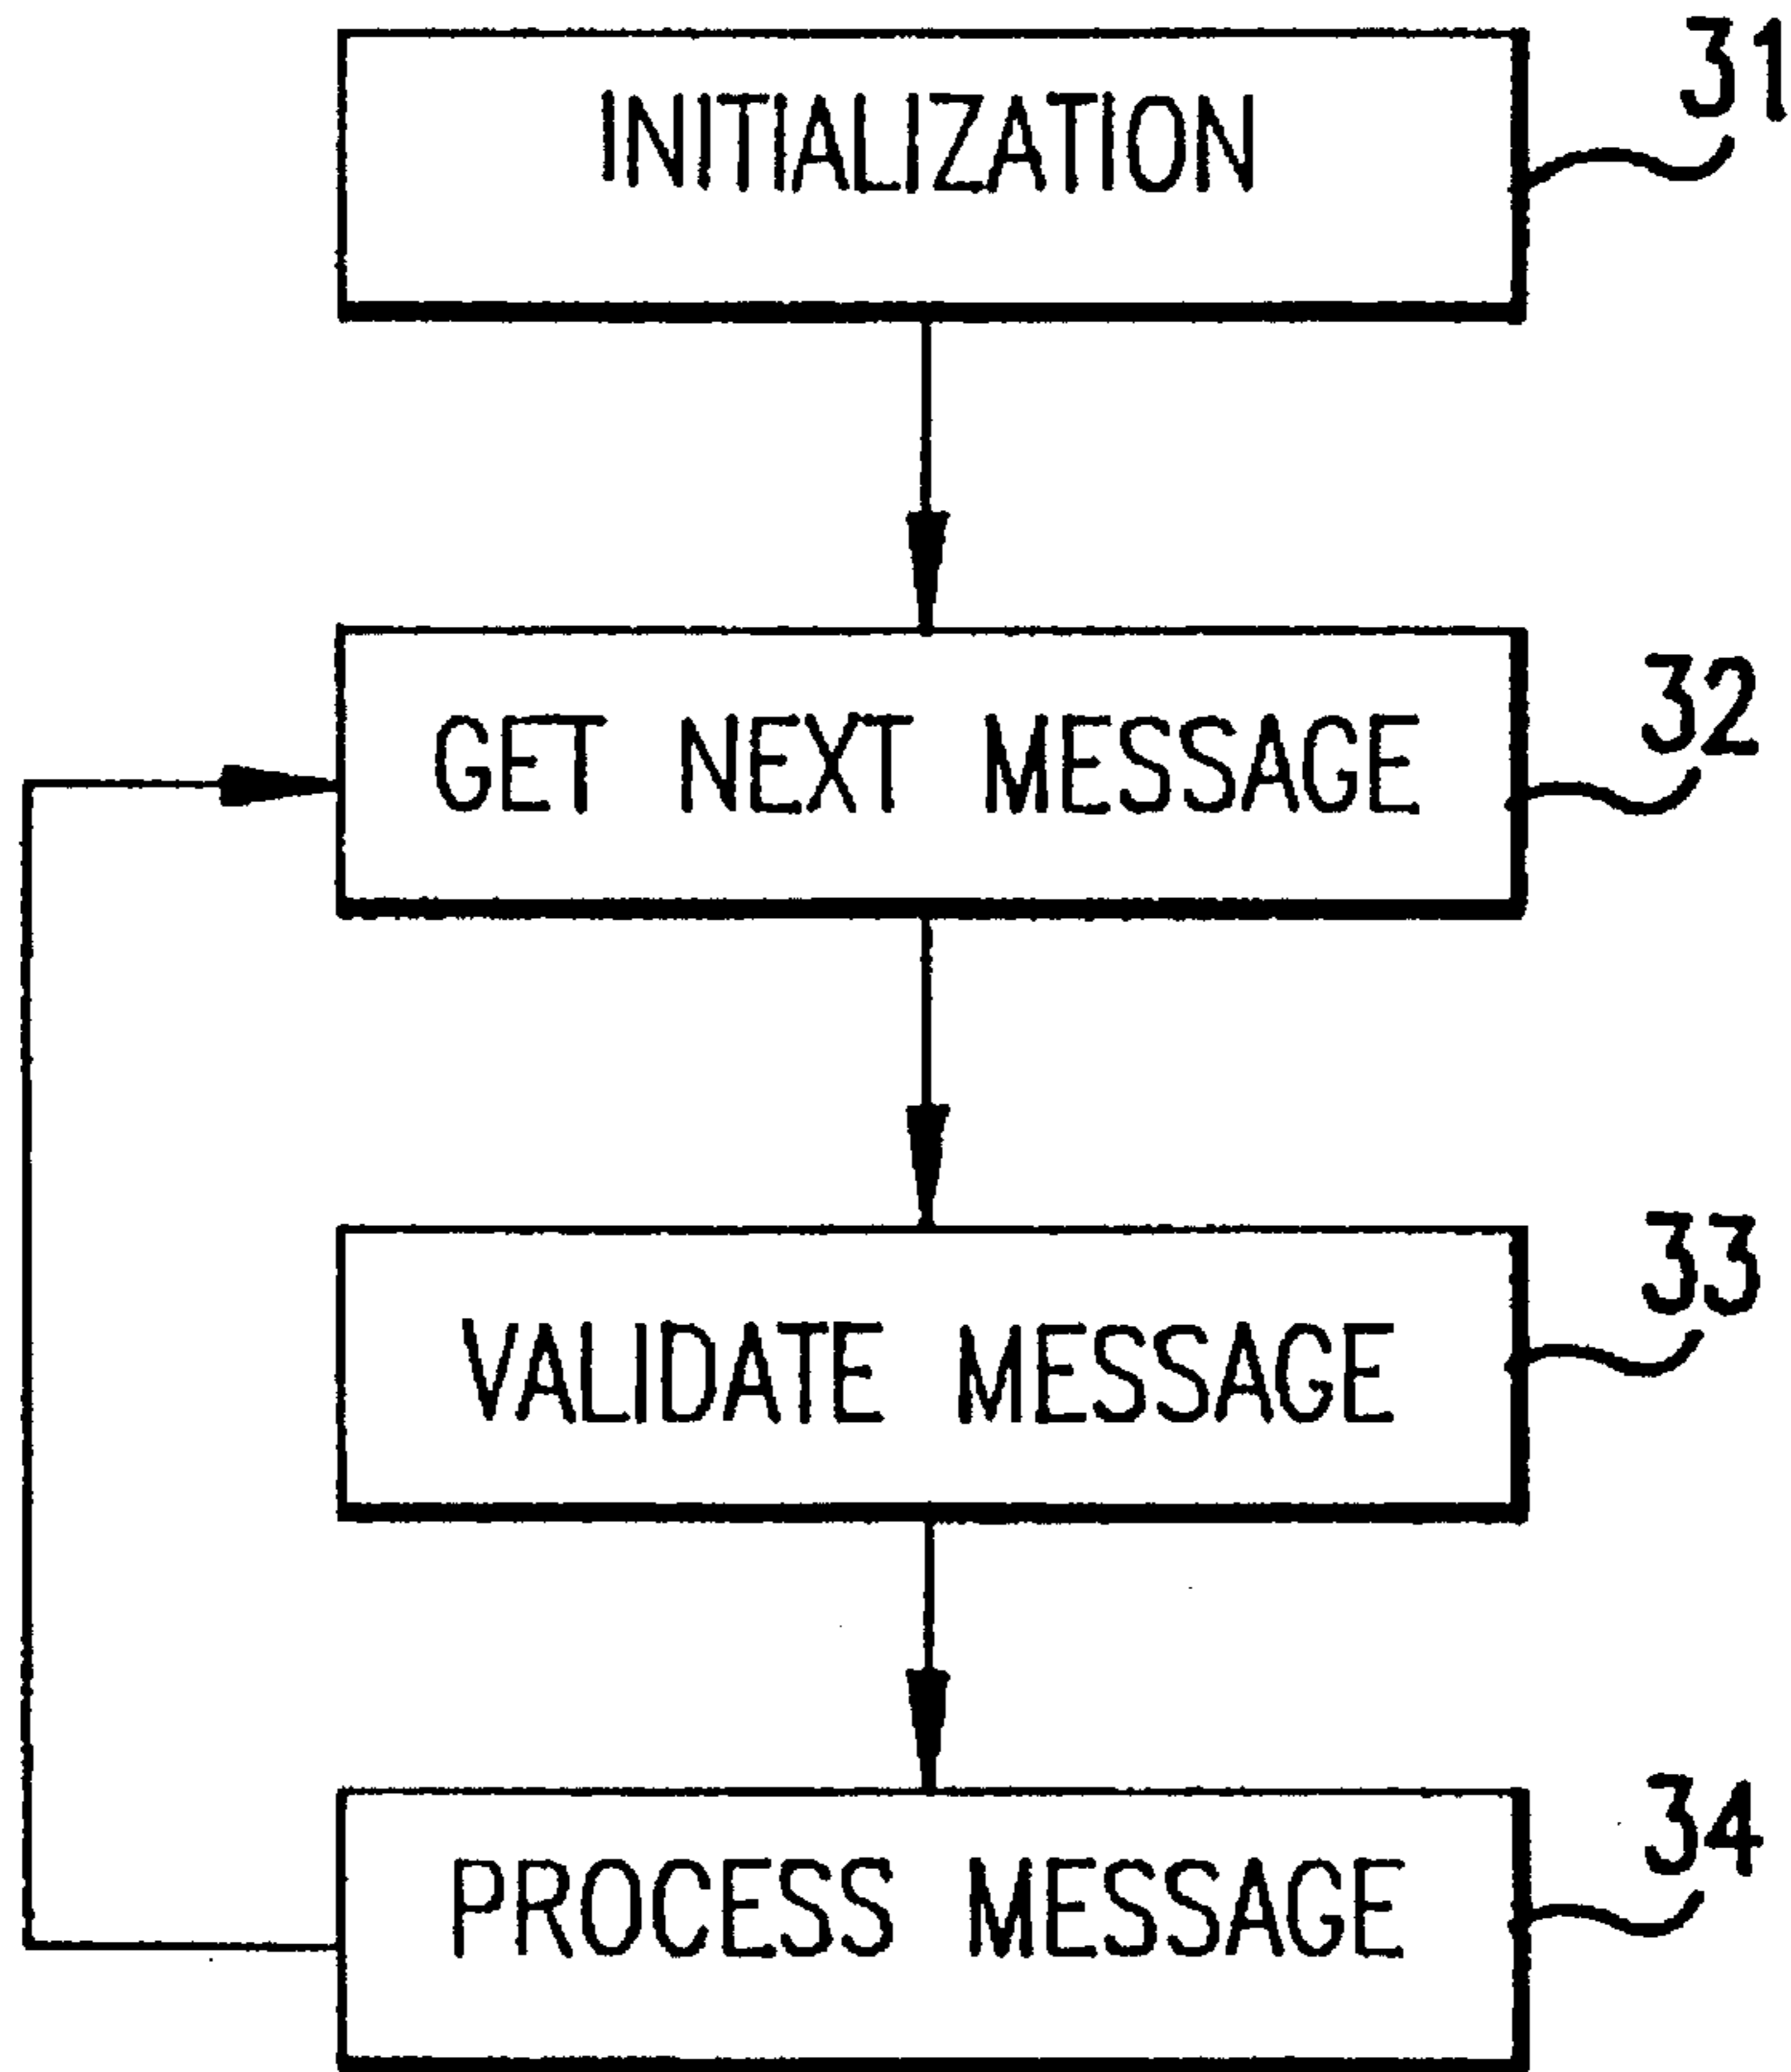 INITIALIZATION
31
GET NEXT MESSAGE
32
VALIDATE MESSAGE
33
PROCESS MESSAGE
34